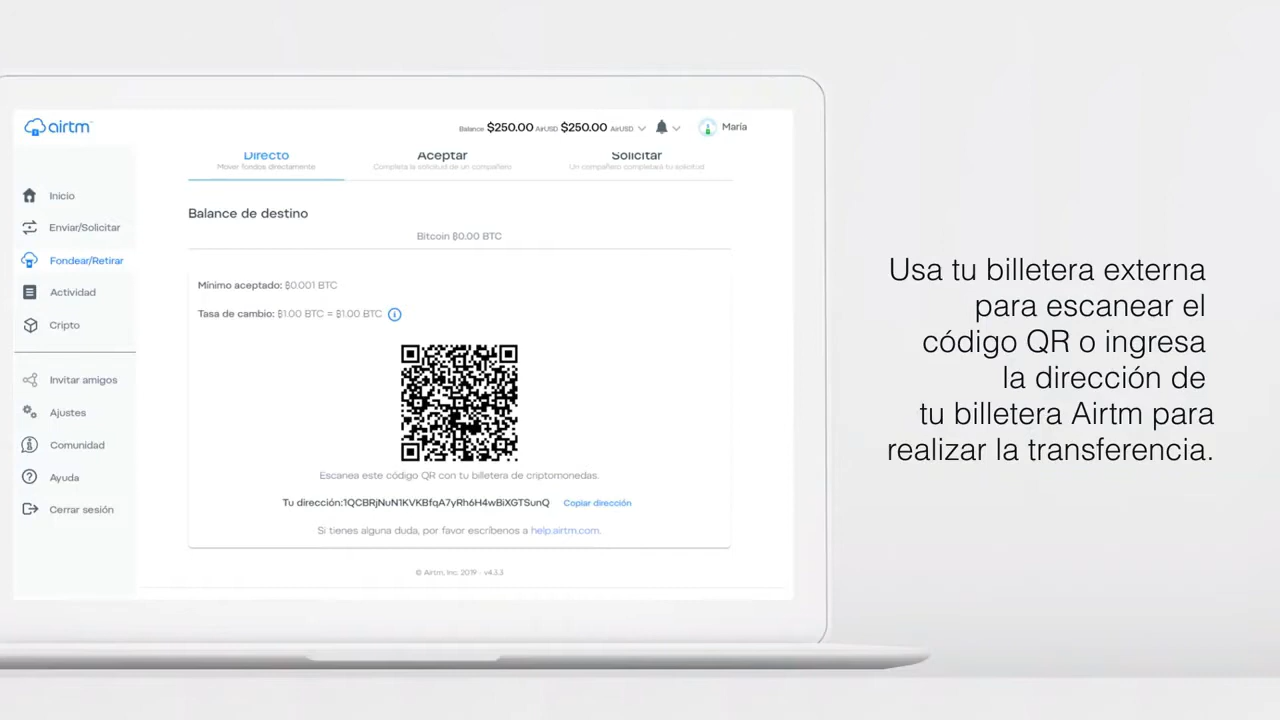 airtm
Balance $250.00 AirUSD $250.00 AirUSD
María
Directo
Mover fondos directamente
Aceptar
Completa la solicitud de un compañero
Solicitar
Un compañero completará tu solicitud
Inicio
Enviar/Solicitar
Fondear/Retirar
Actividad
Cripto
Invitar amigos
Ajustes
Comunidad
Ayuda
Cerrar sesión
Balance de destino
Bitcoin ₿0.00 BTC
Mínimo aceptado: ₿0.001 BTC
Tasa de cambio: ₿1.00 BTC = ₿1.00 BTC
Escanea este código QR con tu billetera de criptomonedas.
Tu dirección:1QCBRjNuN1KVKBfqA7yRh6H4wBiXGTSunQ Copiar dirección
Si tienes alguna duda, por favor escríbenos a help.airtm.com.
© Airtm, Inc. 2019 - v4.3.3
Usa tu billetera externa
para escanear el
código QR o ingresa
la dirección de
tu billetera Airtm para
realizar la transferencia.